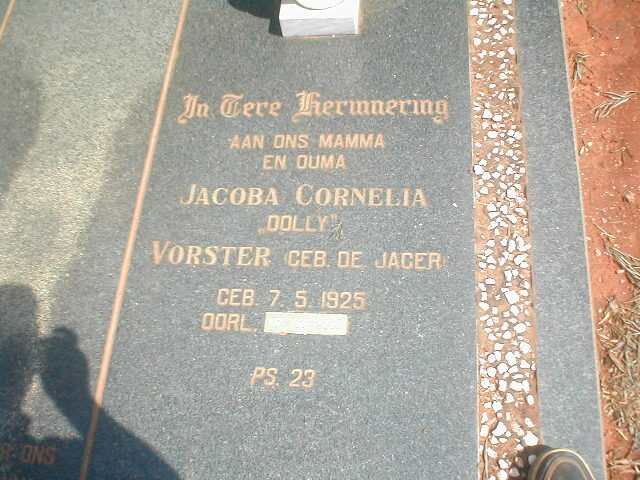 In Tere Herinnering
AAN ONS MAMMA
EN OUMA
JACOBA CORNELIA
„DOLLY"
VORSTER (GEB. DE JAGER)
GEB. 7. 5. 1925
OORL.
PS. 23
ONS